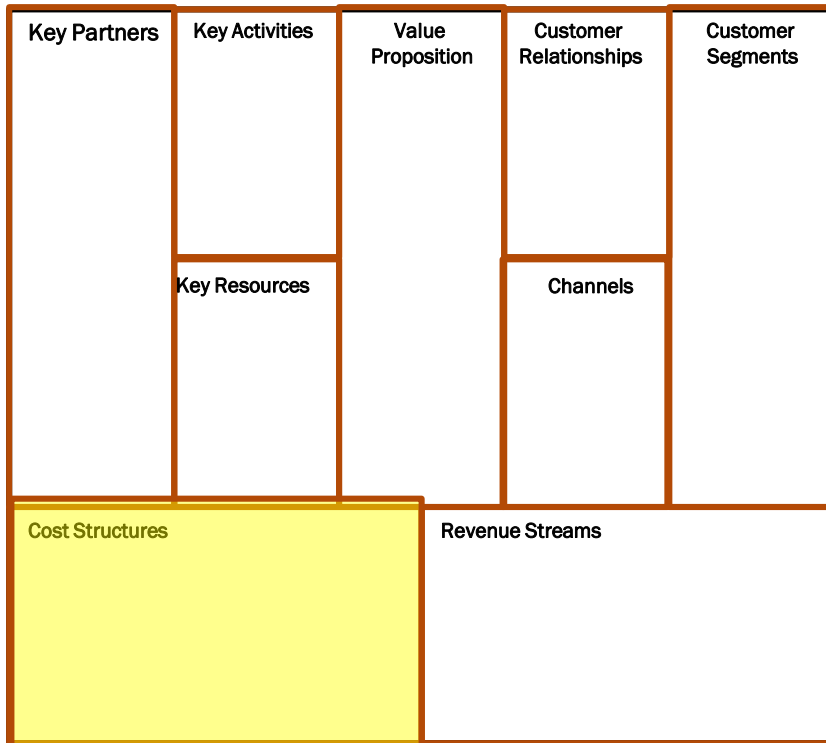 Key Partners
Key Activities
Value
Proposition
Customer
Relationships
Customer
Segments
Key Resources
Channels
Cost Structures
Revenue Streams